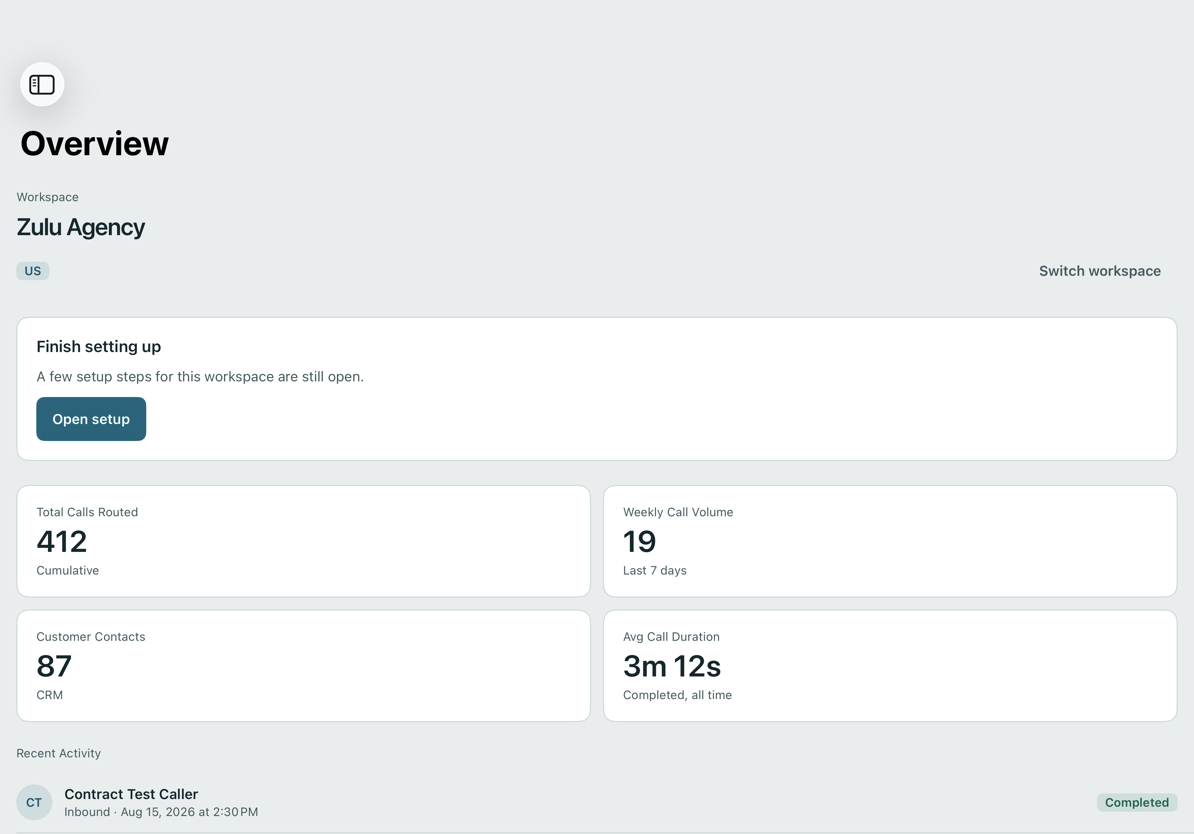 Overview
Workspace
Zulu Agency
US
Switch workspace
Finish setting up
A few setup steps for this workspace are still open.
Open setup
Total Calls Routed
412
Cumulative
Weekly Call Volume
19
Last 7 days
Customer Contacts
87
CRM
Avg Call Duration
3m 12s
Completed, all time
Recent Activity
CT
Contract Test Caller
Inbound · Aug 15, 2026 at 2:30 PM
Completed